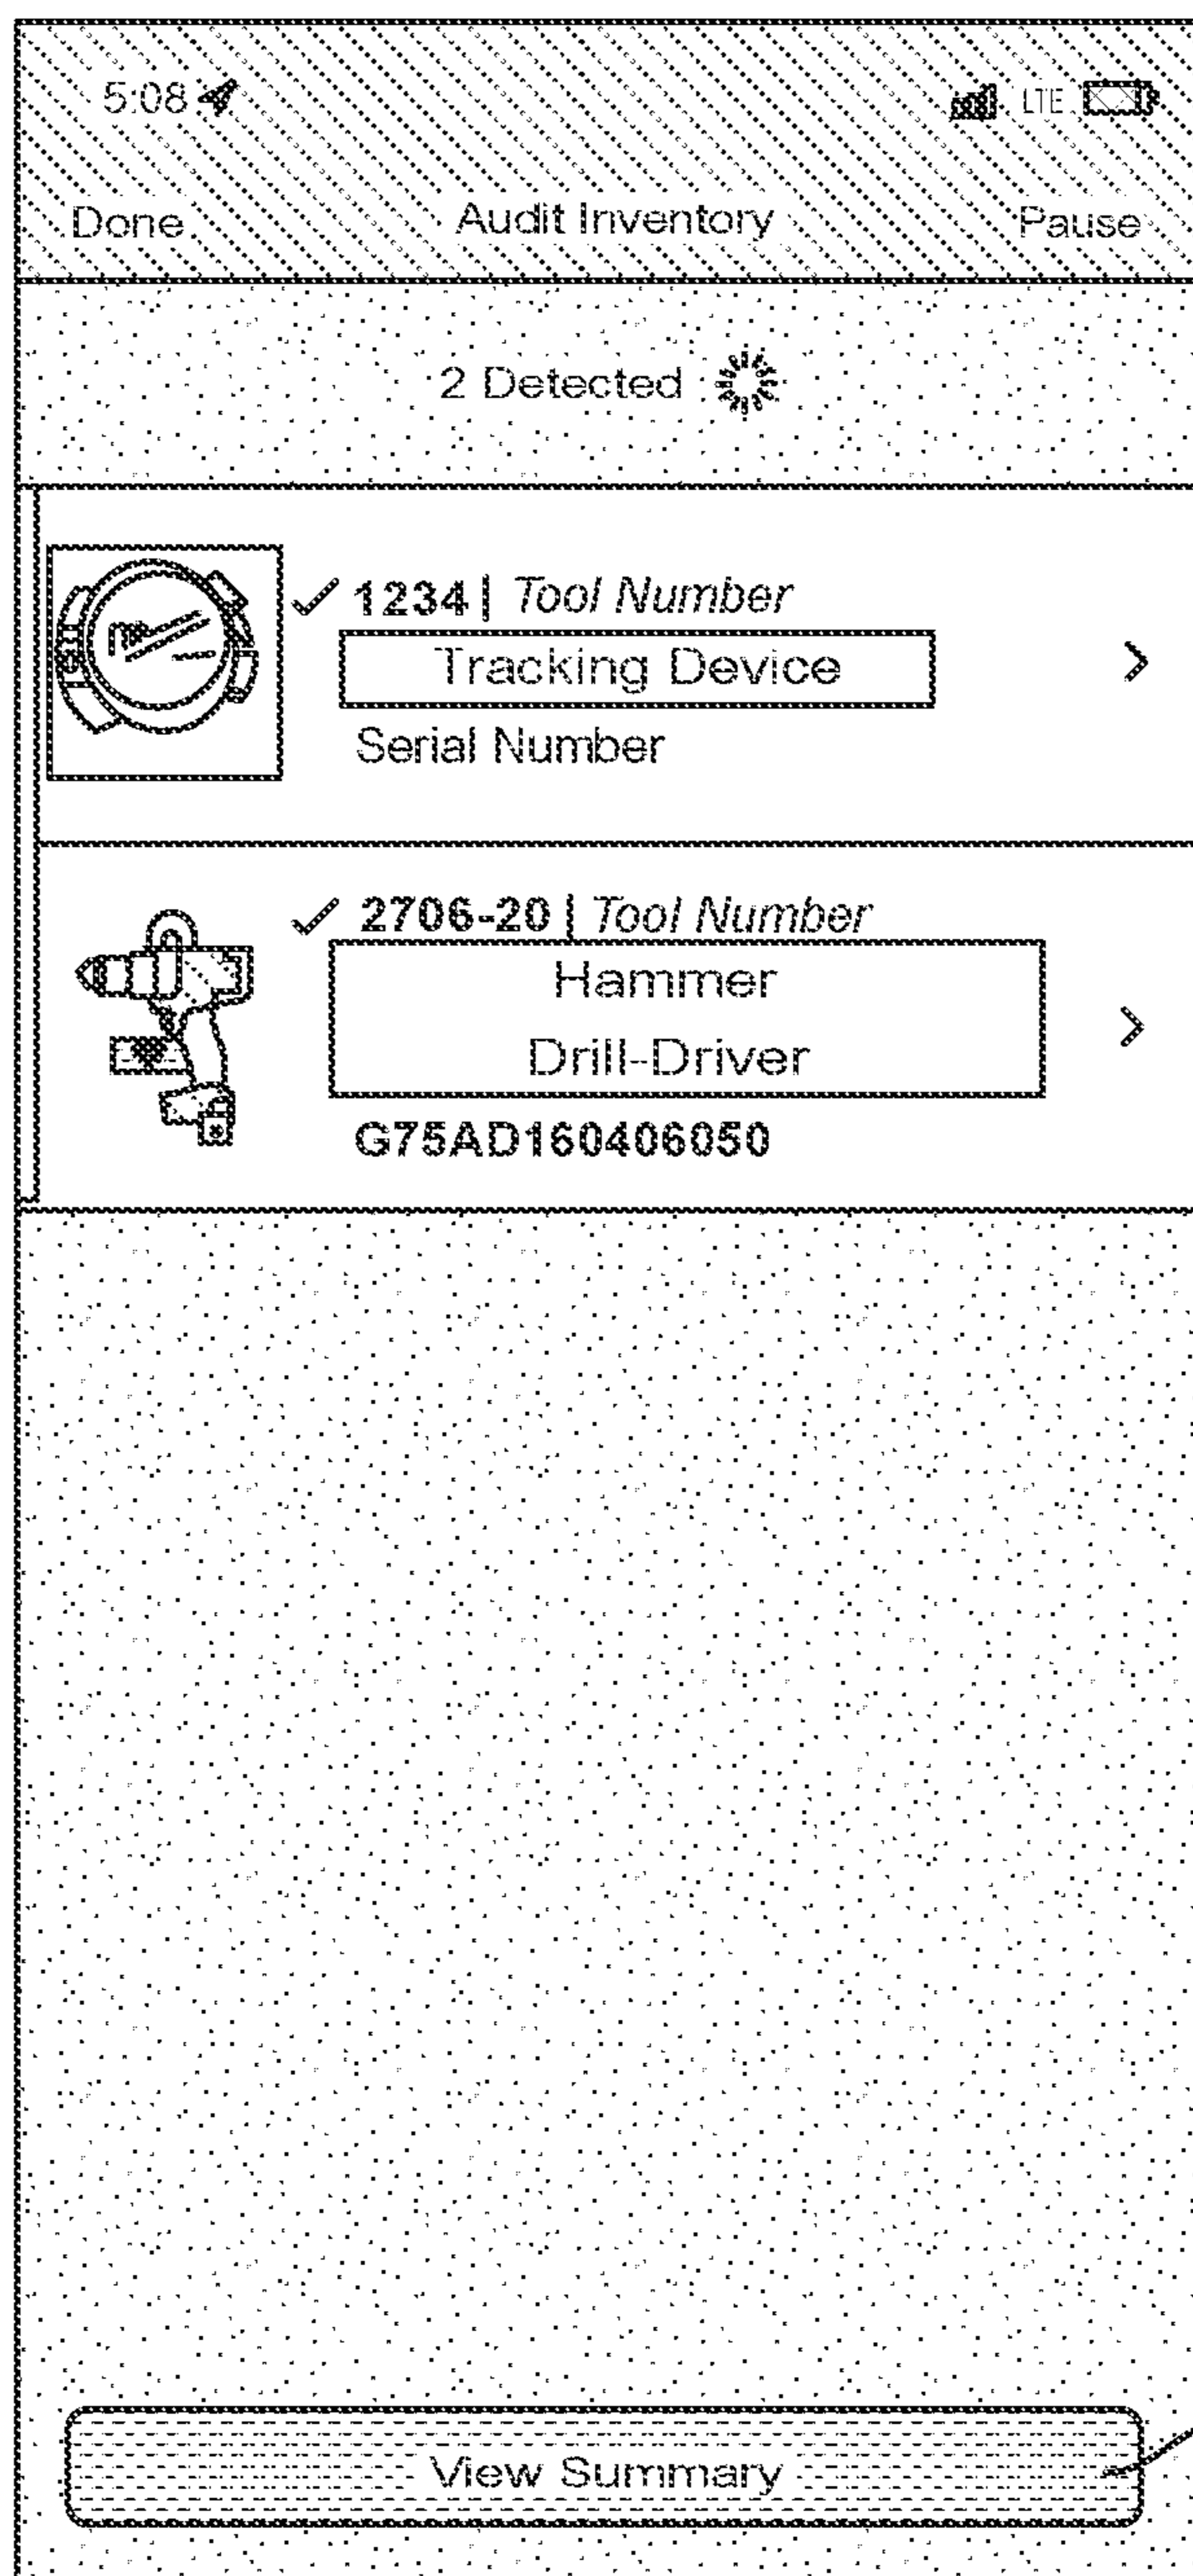 5:08 LTE
Done Audit Inventory Pause
2 Detected
1234 | Tool Number
Tracking Device
Serial Number
2706-20 | Tool Number
Hammer
Drill-Driver
G75AD160406050
View Summary